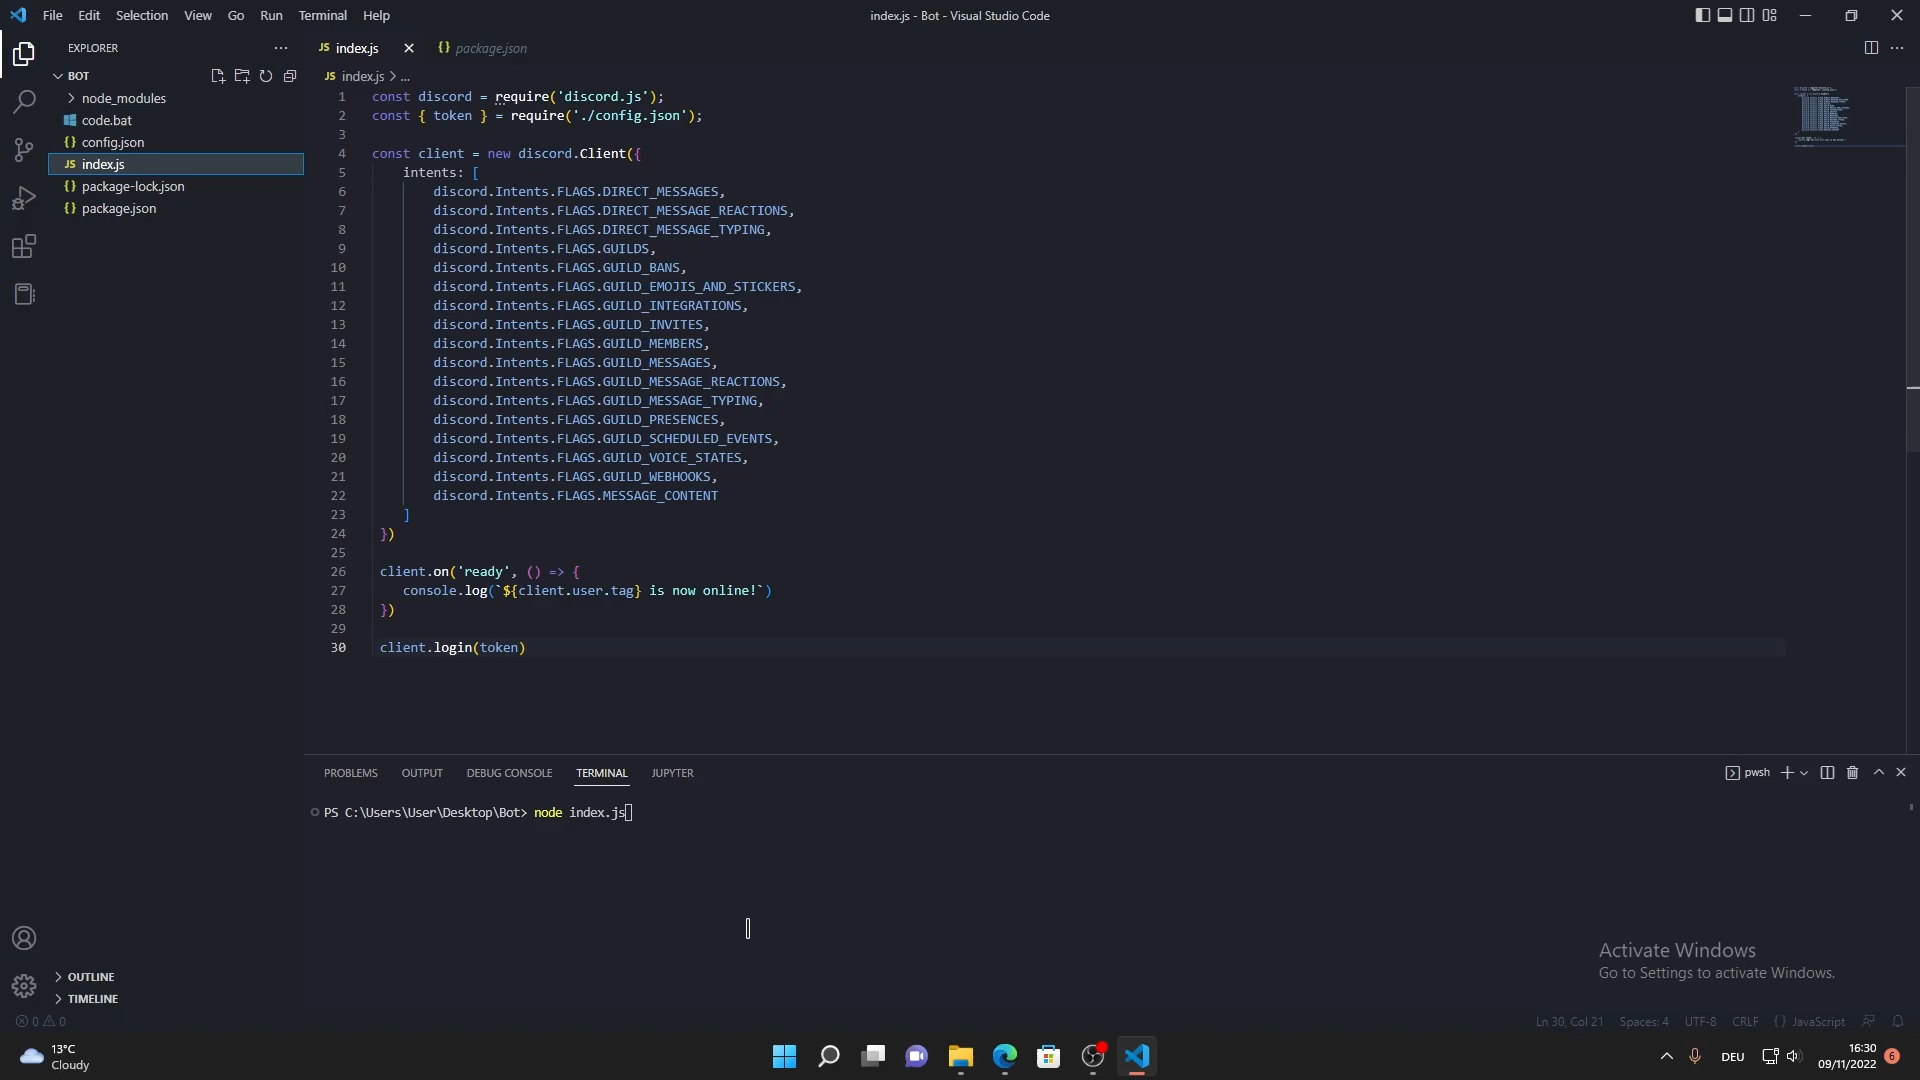 File Edit Selection View Go Run Terminal Help
index.js - Bot - Visual Studio Code
EXPLORER
BOT
node_modules
code.bat
{} config.json
JS index.js
{} package-lock.json
{} package.json
JS index.js
{} package.json
JS index.js > ...
1 const discord = require('discord.js');
2 const { token } = require('./config.json');
3
4 const client = new discord.Client({
5 intents: [
6 discord.Intents.FLAGS.DIRECT_MESSAGES,
7 discord.Intents.FLAGS.DIRECT_MESSAGE_REACTIONS,
8 discord.Intents.FLAGS.DIRECT_MESSAGE_TYPING,
9 discord.Intents.FLAGS.GUILDS,
10 discord.Intents.FLAGS.GUILD_BANS,
11 discord.Intents.FLAGS.GUILD_EMOJIS_AND_STICKERS,
12 discord.Intents.FLAGS.GUILD_INTEGRATIONS,
13 discord.Intents.FLAGS.GUILD_INVITES,
14 discord.Intents.FLAGS.GUILD_MEMBERS,
15 discord.Intents.FLAGS.GUILD_MESSAGES,
16 discord.Intents.FLAGS.GUILD_MESSAGE_REACTIONS,
17 discord.Intents.FLAGS.GUILD_MESSAGE_TYPING,
18 discord.Intents.FLAGS.GUILD_PRESENCES,
19 discord.Intents.FLAGS.GUILD_SCHEDULED_EVENTS,
20 discord.Intents.FLAGS.GUILD_VOICE_STATES,
21 discord.Intents.FLAGS.GUILD_WEBHOOKS,
22 discord.Intents.FLAGS.MESSAGE_CONTENT
23 ]
24 })
25
26 client.on('ready', () => {
27 console.log(`${client.user.tag} is now online!`)
28 })
29
30 client.login(token)
PROBLEMS OUTPUT DEBUG CONSOLE TERMINAL JUPYTER
pwsh
PS C:\Users\User\Desktop\Bot> node index.js
OUTLINE
TIMELINE
Activate Windows
Go to Settings to activate Windows.
0 0
Ln 30, Col 21 Spaces: 4 UTF-8 CRLF {} JavaScript
13°C
Cloudy
DEU
16:30
09/11/2022
6